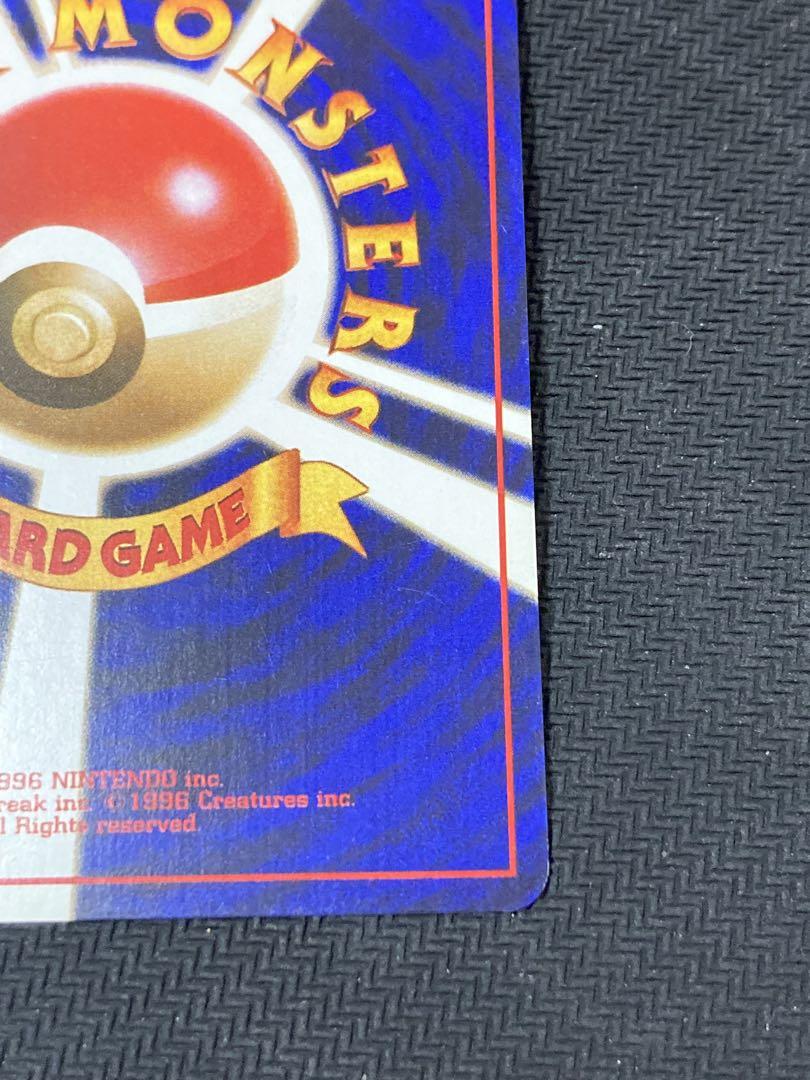 MONSTERS
ARD GAME
996 NINTENDO inc.
reak inc. ©1996 Creatures inc.
l Rights reserved.